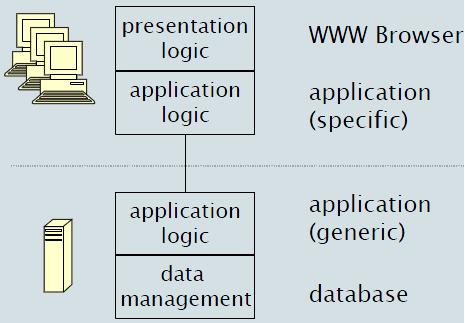 presentation
logic
WWW Browser
application
logic
application
(specific)
application
logic
application
(generic)
data
management
database